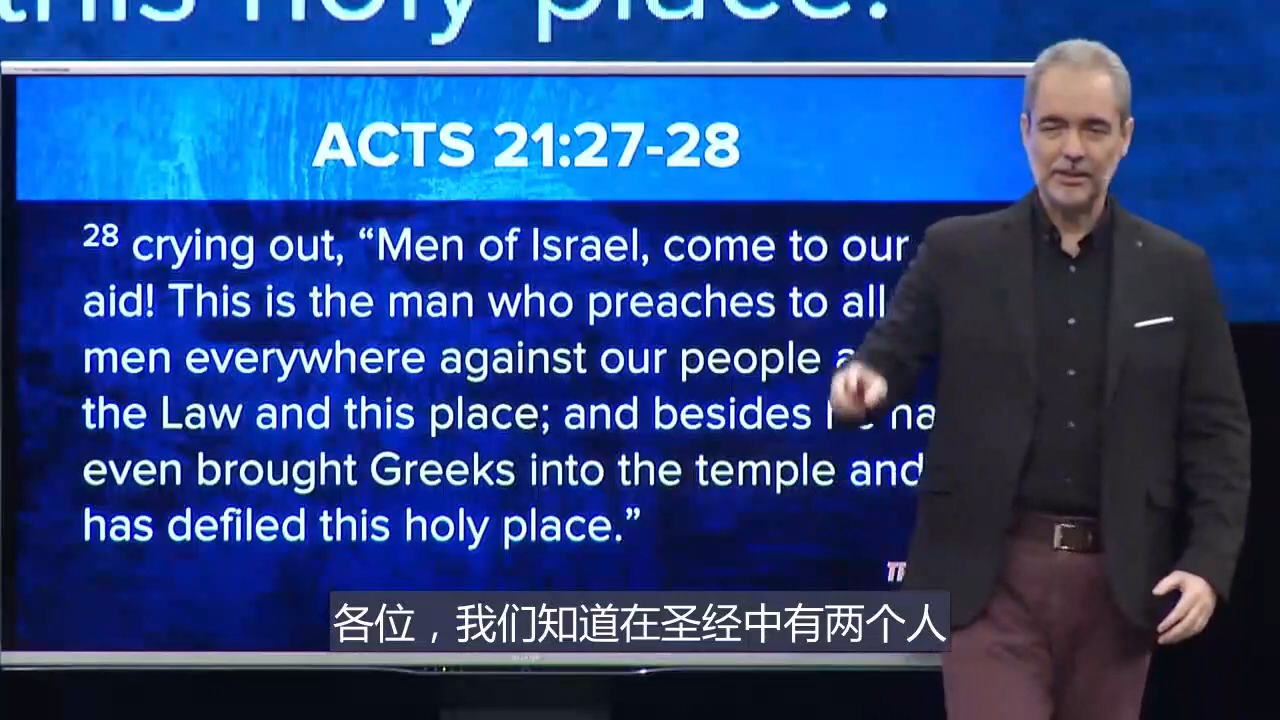 this holy place.
ACTS 21:27-28
28 crying out, “Men of Israel, come to our
aid! This is the man who preaches to all
men everywhere against our people
the Law and this place; and besides
even brought Greeks into the temple and
has defiled this holy place.”
各位，我们知道在圣经中有两个人